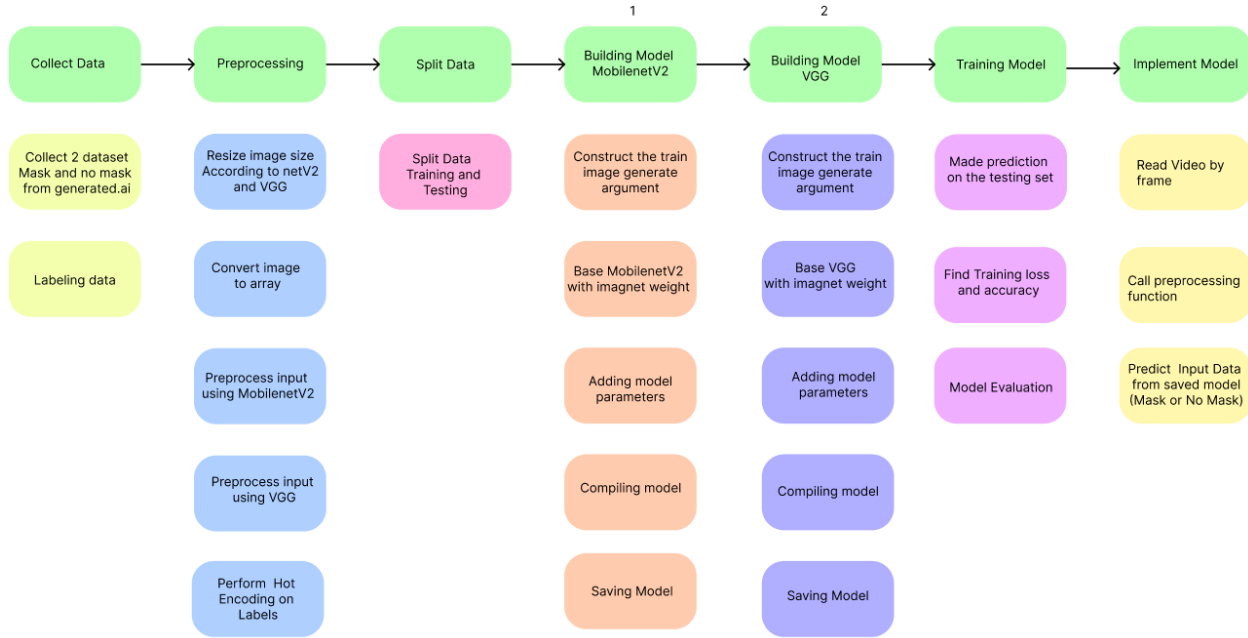 1
2
Collect Data
Preprocessing
Split Data
Building Model
MobilenetV2
Building Model
VGG
Training Model
Implement Model
Collect 2 dataset
Mask and no mask
from generated.ai
Labeling data
Resize image size
According to netV2
and VGG
Convert image
to array
Preprocess input
using MobilenetV2
Preprocess input
using VGG
Perform Hot
Encoding on
Labels
Split Data
Training and
Testing
Construct the train
image generate
argument
Base MobilenetV2
with imagnet weight
Adding model
parameters
Compiling model
Saving Model
Construct the train
image generate
argument
Base VGG
with imagnet weight
Adding model
parameters
Compiling model
Saving Model
Made prediction
on the testing set
Find Training loss
and accuracy
Model Evaluation
Read Video by
frame
Call preprocessing
function
Predict Input Data
from saved model
(Mask or No Mask)